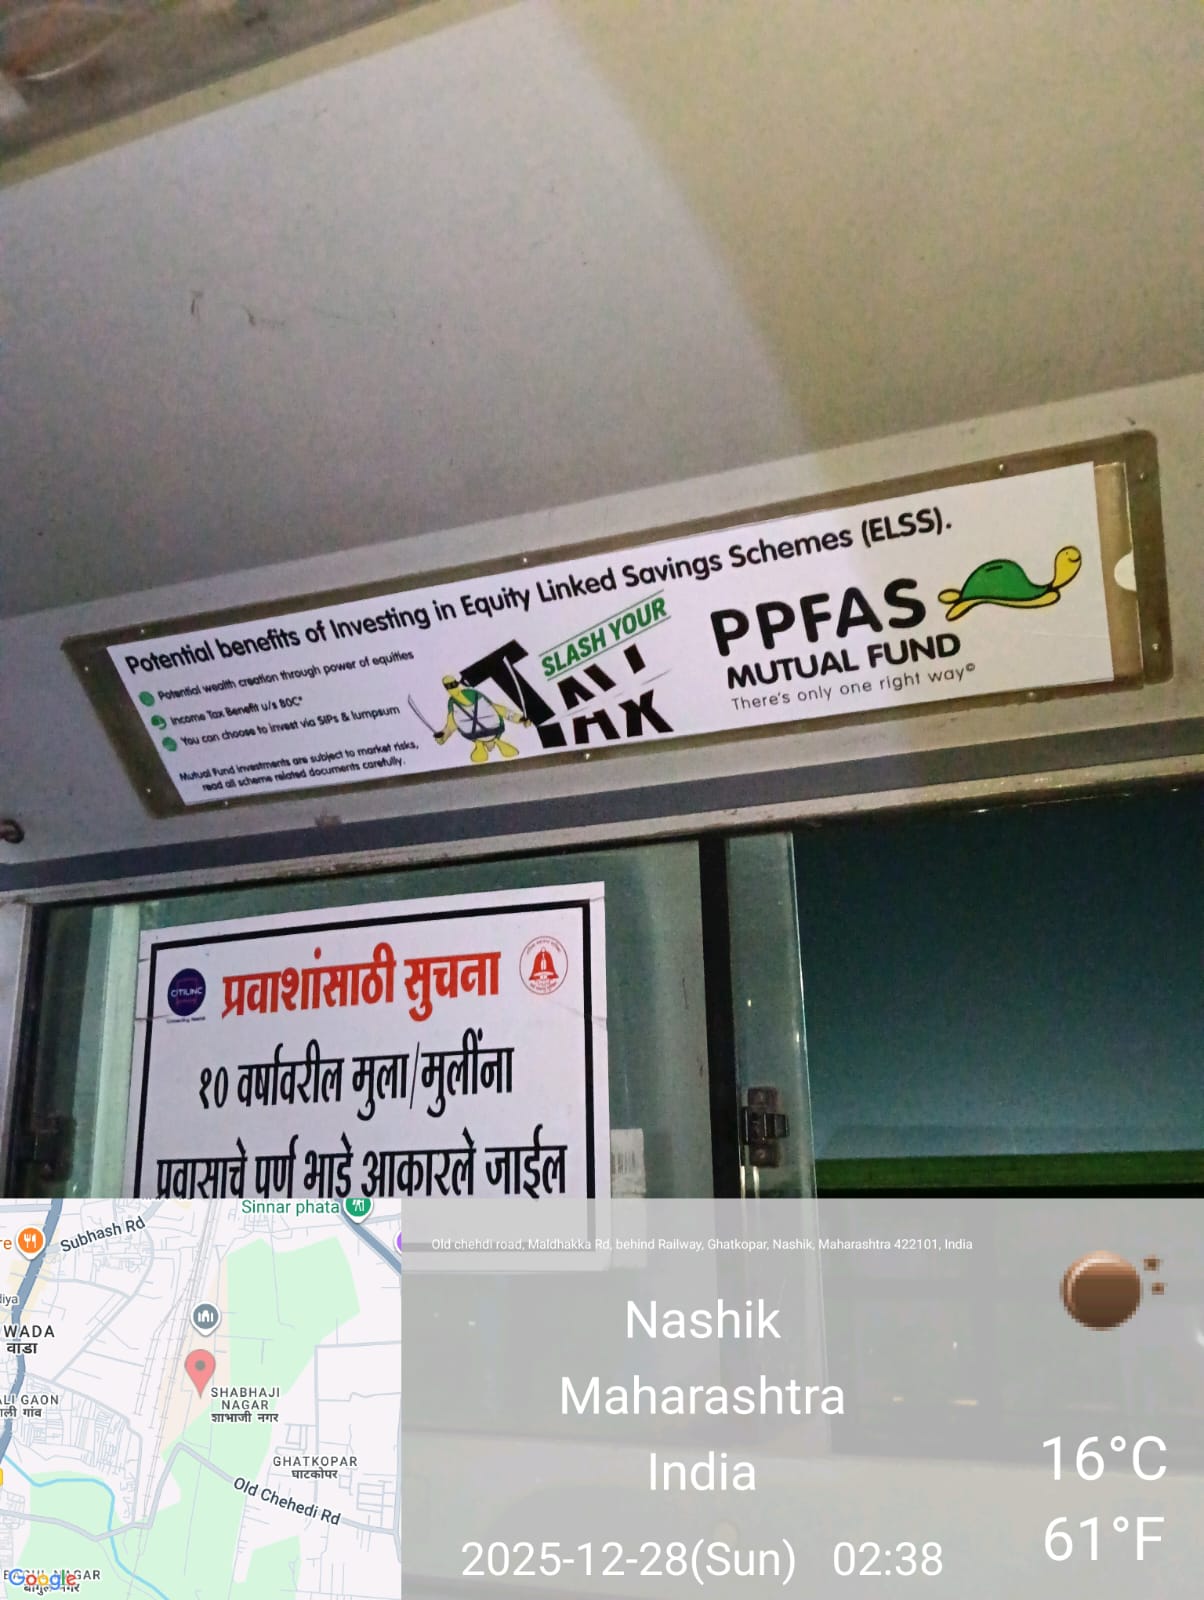 Potential benefits of Investing in Equity Linked Savings Schemes (ELSS).
Potential wealth creation through power of equities
Income Tax Benefit u/s 80C*
You can choose to invest via SIPs & lumpsum
Mutual Fund investments are subject to market risks,
read all scheme related documents carefully.
SLASH YOUR
TAX
PPFAS
MUTUAL FUND
There's only one right way©
CITILINC
प्रवाशांसाठी सुचना
१० वर्षावरील मुला/मुलींना
प्रवासाचे पूर्ण भाडे आकारले जाईल
Sinnar phata
Subhash Rd
WADA
वाडा
SHABHAJI
NAGAR
शाभाजी नगर
GHATKOPAR
घाटकोपर
Old Chehedi Rd
Google
Old chehdi road, Maldhakka Rd, behind Railway, Ghatkopar, Nashik, Maharashtra 422101, India
Nashik
Maharashtra
India
2025-12-28(Sun) 02:38
16°C
61°F